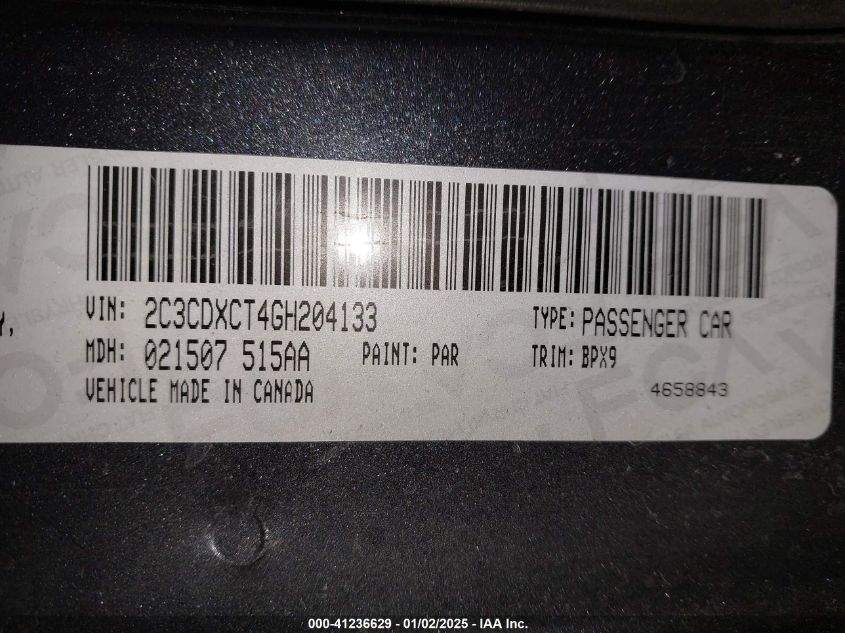 Y,
VIN: 2C3CDXCT4GH204133 TYPE: PASSENGER CAR
MDH: 021507 515AA PAINT: PAR TRIM: BPX9
VEHICLE MADE IN CANADA 4658843
000-41236629 - 01/02/2025 - IAA Inc.